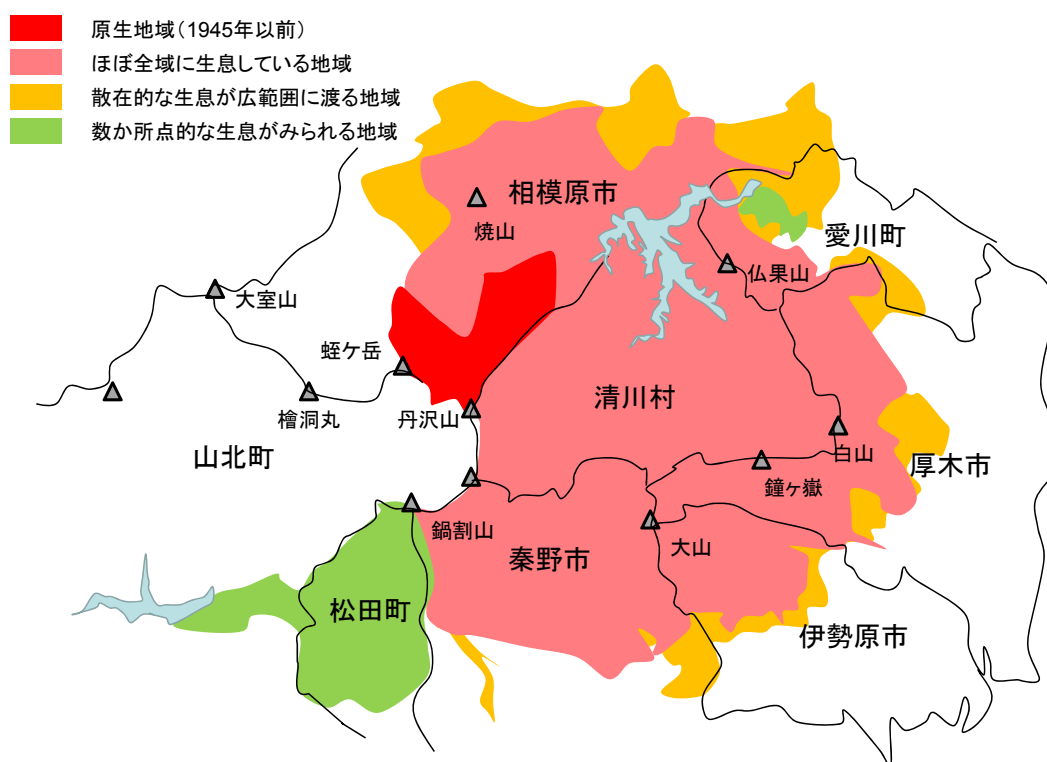 原生地域(1945年以前)
ほぼ全域に生息している地域
散在的な生息が広範囲に渡る地域
数か所点的な生息がみられる地域
相模原市
焼山
愛川町
仏果山
大室山
蛭ケ岳
清川村
檜洞丸
丹沢山
山北町
白山
厚木市
鐘ヶ嶽
鍋割山
大山
秦野市
松田町
伊勢原市